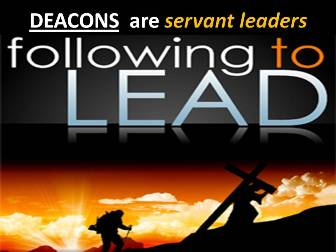 DEACONS are servant leaders
following to
LEAD